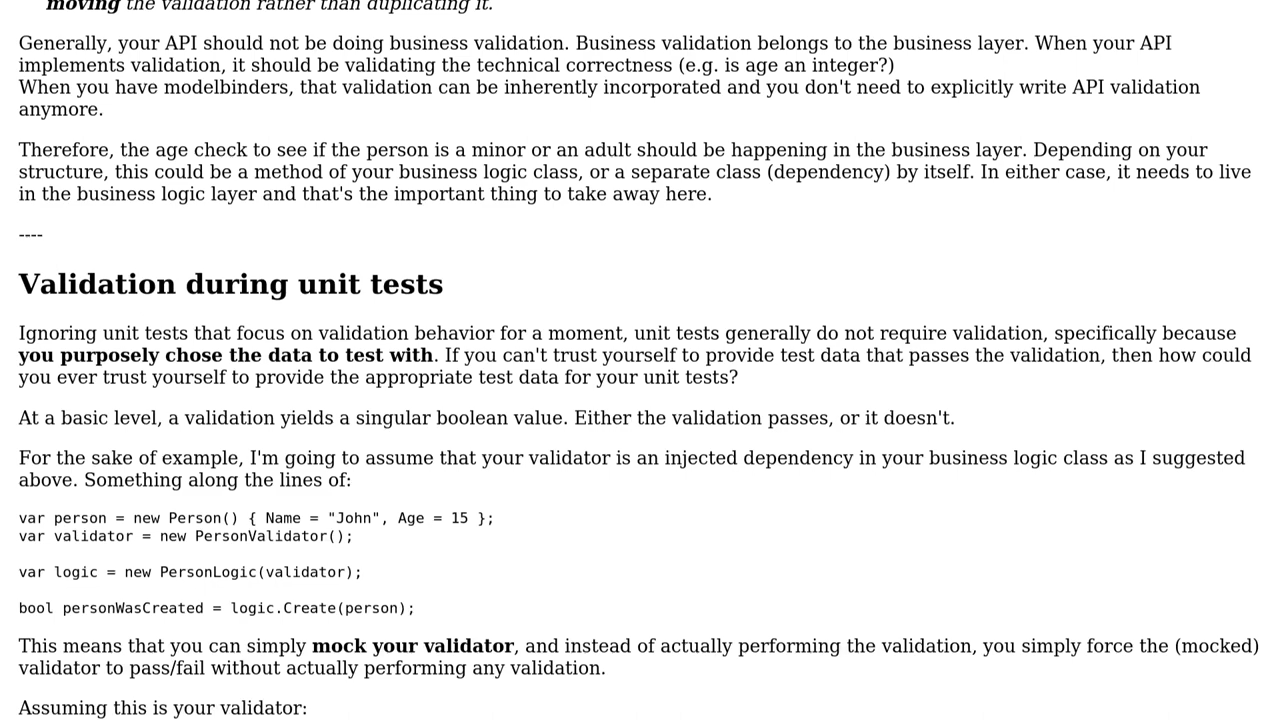 moving the validation rather than duplicating it.
Generally, your API should not be doing business validation. Business validation belongs to the business layer. When your API
implements validation, it should be validating the technical correctness (e.g. is age an integer?)
When you have modelbinders, that validation can be inherently incorporated and you don't need to explicitly write API validation
anymore.
Therefore, the age check to see if the person is a minor or an adult should be happening in the business layer. Depending on your
structure, this could be a method of your business logic class, or a separate class (dependency) by itself. In either case, it needs to live
in the business logic layer and that's the important thing to take away here.
----
Validation during unit tests
Ignoring unit tests that focus on validation behavior for a moment, unit tests generally do not require validation, specifically because
you purposely chose the data to test with. If you can't trust yourself to provide test data that passes the validation, then how could
you ever trust yourself to provide the appropriate test data for your unit tests?
At a basic level, a validation yields a singular boolean value. Either the validation passes, or it doesn't.
For the sake of example, I'm going to assume that your validator is an injected dependency in your business logic class as I suggested
above. Something along the lines of:
var person = new Person() { Name = "John", Age = 15 };
var validator = new PersonValidator();
var logic = new PersonLogic(validator);
bool personWasCreated = logic.Create(person);
This means that you can simply mock your validator, and instead of actually performing the validation, you simply force the (mocked)
validator to pass/fail without actually performing any validation.
Assuming this is your validator: